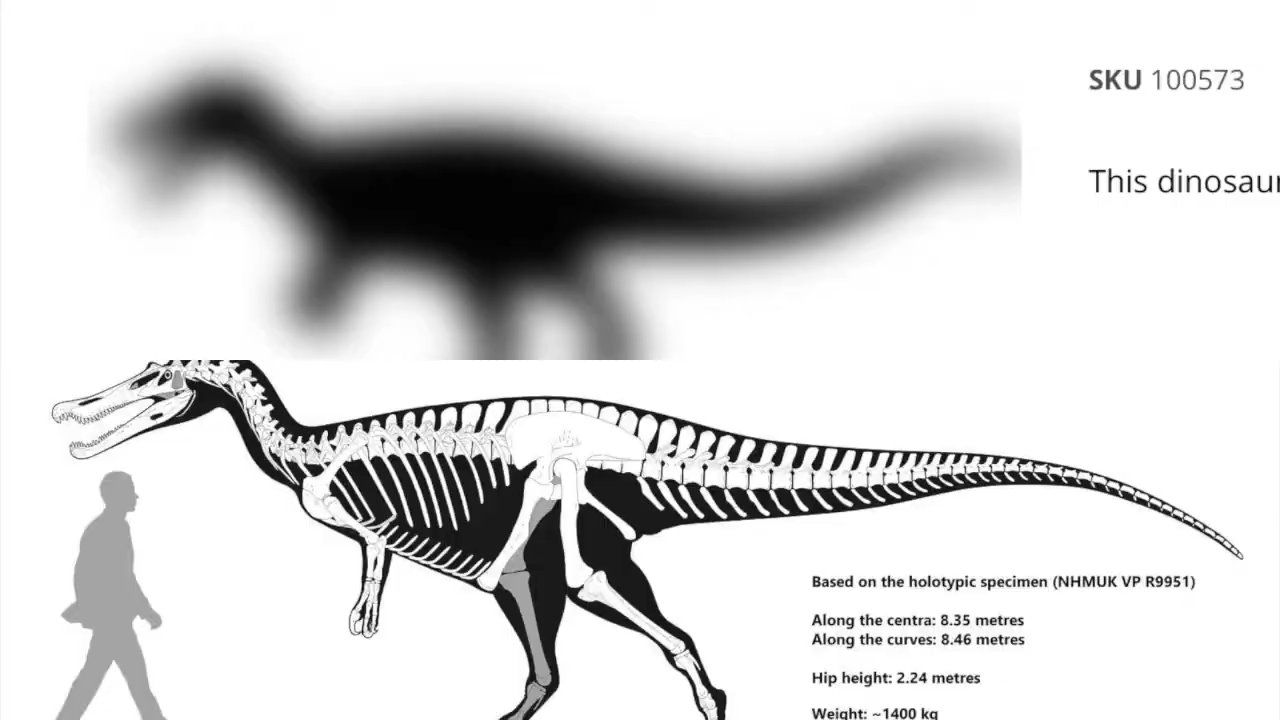 SKU 100573
This dinosaur
Based on the holotypic specimen (NHMUK VP R9951)
Along the centra: 8.35 metres
Along the curves: 8.46 metres
Hip height: 2.24 metres
Weight: ~1400 kg